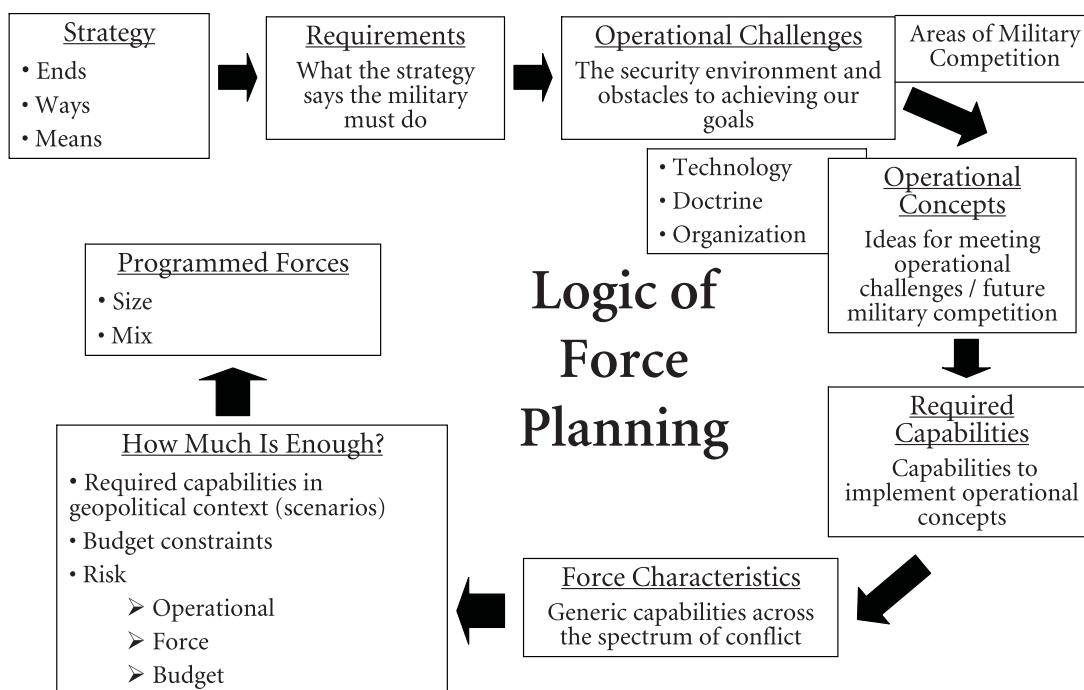 Strategy
• Ends
• Ways
• Means
Requirements
What the strategy
says the military
must do
Operational Challenges
The security environment and
obstacles to achieving our
goals
Areas of Military
Competition
• Technology
• Doctrine
• Organization
Operational
Concepts
Ideas for meeting
operational
challenges / future
military competition
Logic of
Force
Planning
Required
Capabilities
Capabilities to
implement operational
concepts
Force Characteristics
Generic capabilities across
the spectrum of conflict
How Much Is Enough?
• Required capabilities in
geopolitical context (scenarios)
• Budget constraints
• Risk
➢ Operational
➢ Force
➢ Budget
Programmed Forces
• Size
• Mix